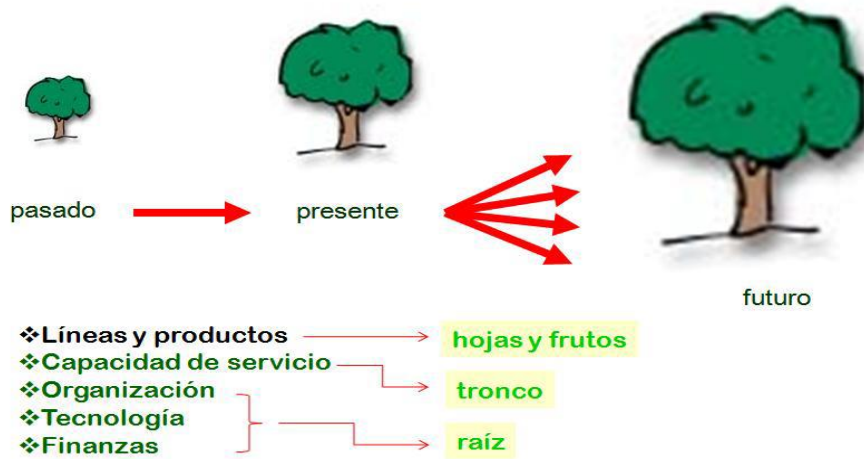 pasado
presente
futuro
❖Líneas y productos
hojas y frutos
❖Capacidad de servicio
tronco
❖Organización
❖Tecnología
❖Finanzas
raíz